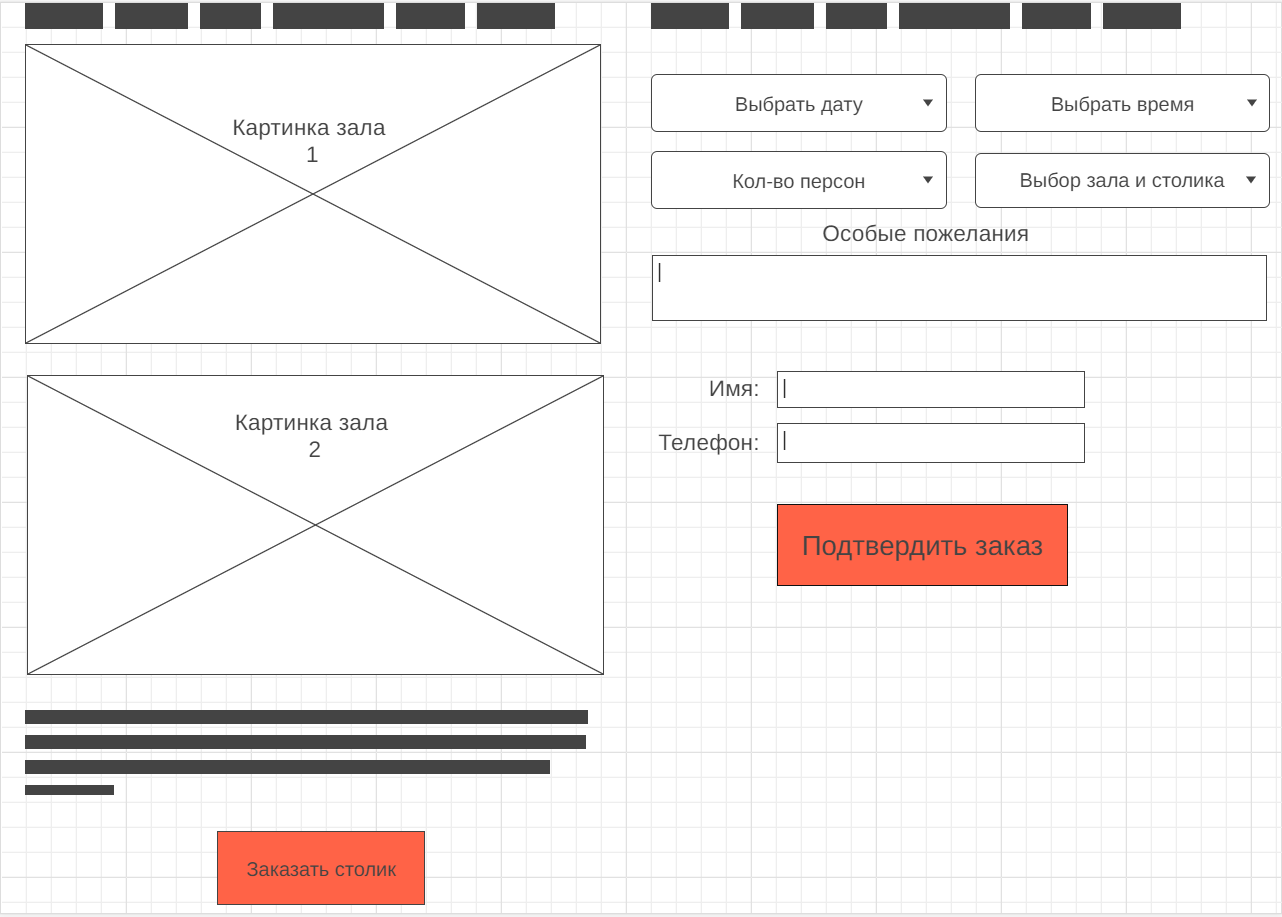 Картинка зала
1
Картинка зала
2
Заказать столик
Выбрать дату
Выбрать время
Кол-во персон
Выбор зала и столика
Особые пожелания
Имя:
Телефон:
Подтвердить заказ